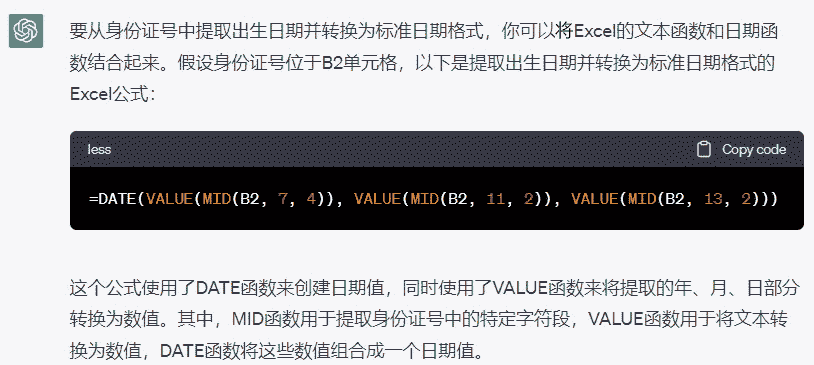 要从身份证号中提取出生日期并转换为标准日期格式，你可以将Excel的文本函数和日期函
数结合起来。假设身份证号位于B2单元格，以下是提取出生日期并转换为标准日期格式的
Excel公式：
less Copy code
=DATE(VALUE(MID(B2, 7, 4)), VALUE(MID(B2, 11, 2)), VALUE(MID(B2, 13, 2)))
这个公式使用了DATE函数来创建日期值，同时使用了VALUE函数来将提取的年、月、日部分
转换为数值。其中，MID函数用于提取身份证号中的特定字符段，VALUE函数用于将文本转
换为数值，DATE函数将这些数值组合成一个日期值。